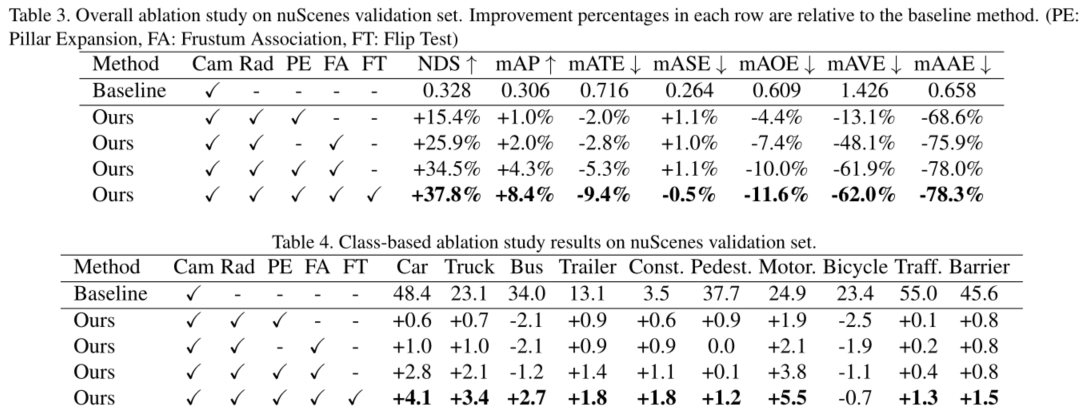 Table 3. Overall ablation study on nuScenes validation set. Improvement percentages in each row are relative to the baseline method. (PE:
Pillar Expansion, FA: Frustum Association, FT: Flip Test)
Method Cam Rad PE FA FT NDS ↑ mAP ↑ mATE ↓ mASE ↓ mAOE ↓ mAVE ↓ mAAE ↓
Baseline ✓ - - - - 0.328 0.306 0.716 0.264 0.609 1.426 0.658
Ours ✓ ✓ ✓ - - +15.4% +1.0% -2.0% +1.1% -4.4% -13.1% -68.6%
Ours ✓ ✓ - ✓ - +25.9% +2.0% -2.8% +1.0% -7.4% -48.1% -75.9%
Ours ✓ ✓ ✓ ✓ - +34.5% +4.3% -5.3% +1.1% -10.0% -61.9% -78.0%
Ours ✓ ✓ ✓ ✓ ✓ +37.8% +8.4% -9.4% -0.5% -11.6% -62.0% -78.3%
Table 4. Class-based ablation study results on nuScenes validation set.
Method Cam Rad PE FA FT Car Truck Bus Trailer Const. Pedest. Motor. Bicycle Traff. Barrier
Baseline ✓ - - - - 48.4 23.1 34.0 13.1 3.5 37.7 24.9 23.4 55.0 45.6
Ours ✓ ✓ ✓ - - +0.6 +0.7 -2.1 +0.9 +0.6 +0.9 +1.9 -2.5 +0.1 +0.8
Ours ✓ ✓ - ✓ - +1.0 +1.0 -2.1 +0.9 +0.9 0.0 +2.1 -1.9 +0.2 +0.8
Ours ✓ ✓ ✓ ✓ - +2.8 +2.1 -1.2 +1.4 +1.1 +0.1 +3.8 -1.1 +0.4 +0.8
Ours ✓ ✓ ✓ ✓ ✓ +4.1 +3.4 +2.7 +1.8 +1.8 +1.2 +5.5 -0.7 +1.3 +1.5